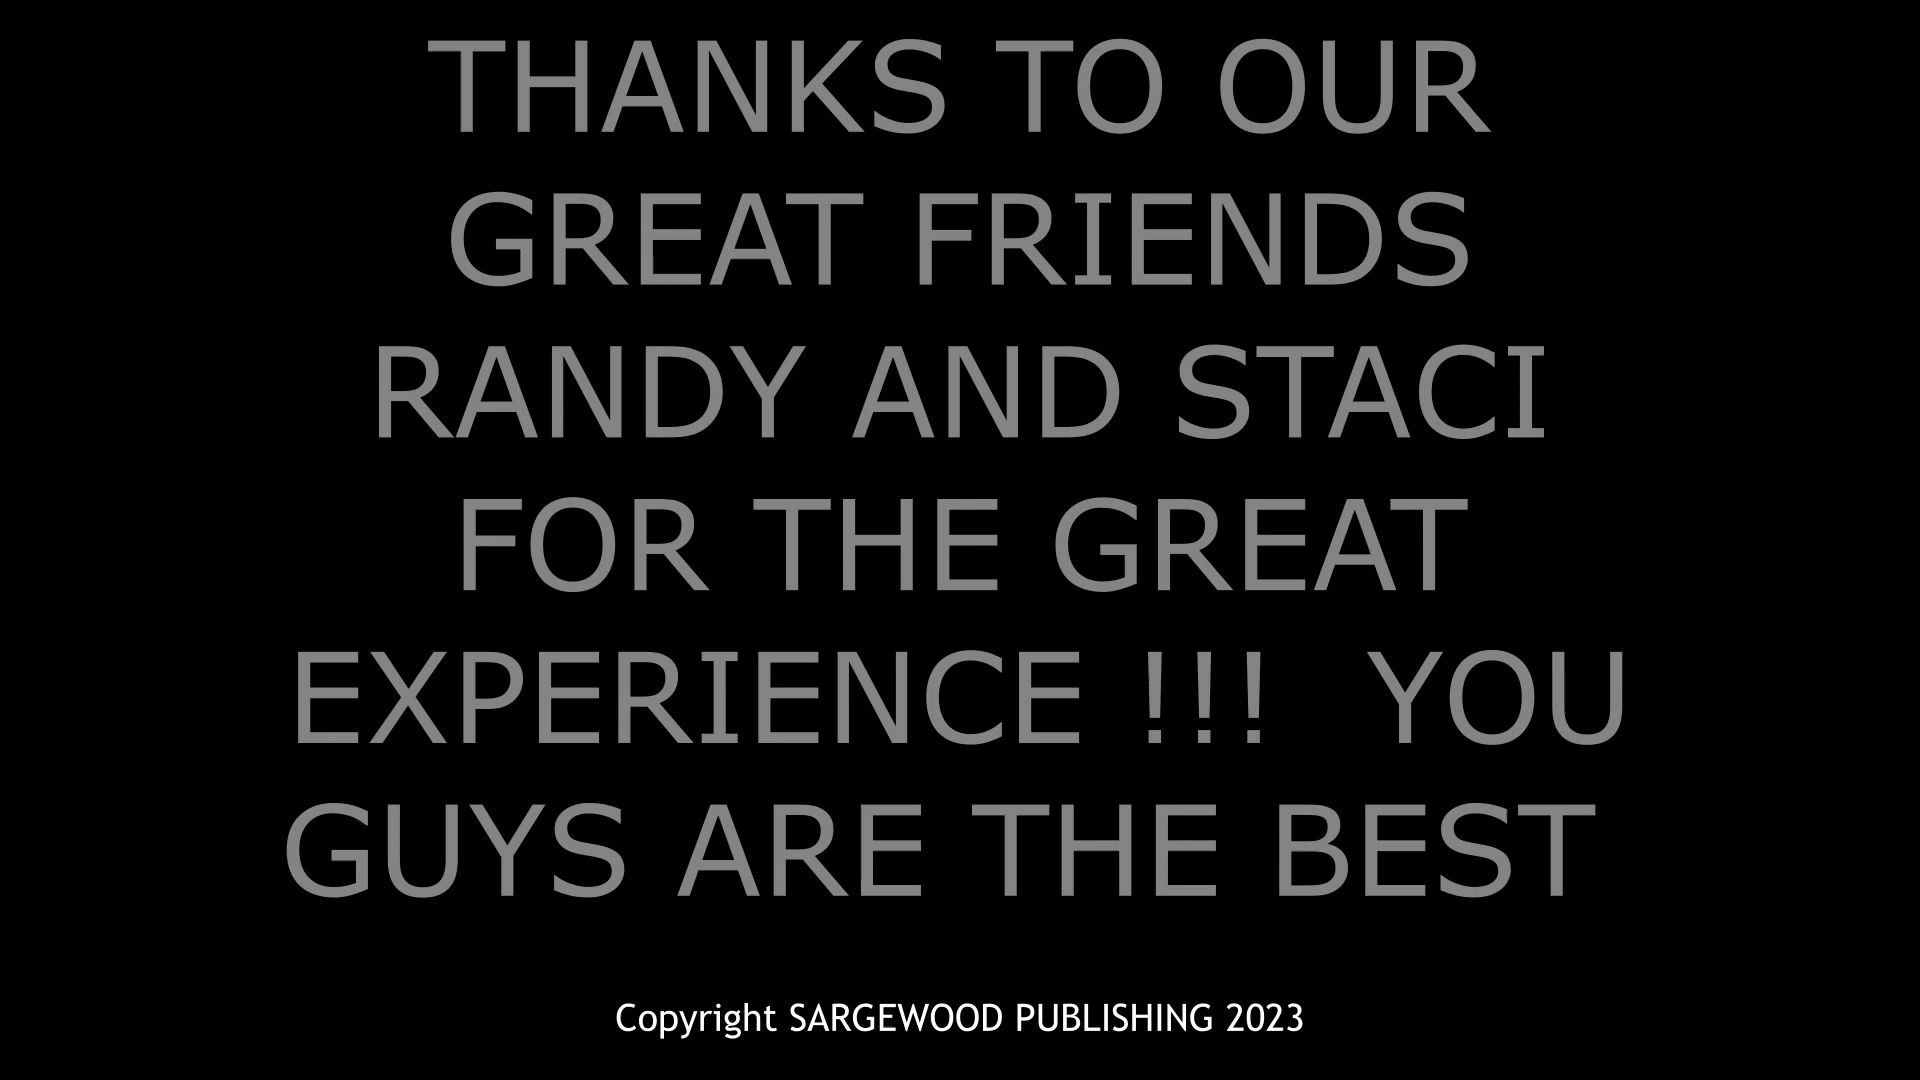 THANKS TO OUR
GREAT FRIENDS
RANDY AND STACI
FOR THE GREAT
EXPERIENCE !!!  YOU
GUYS ARE THE BEST
Copyright SARGEWOOD PUBLISHING 2023